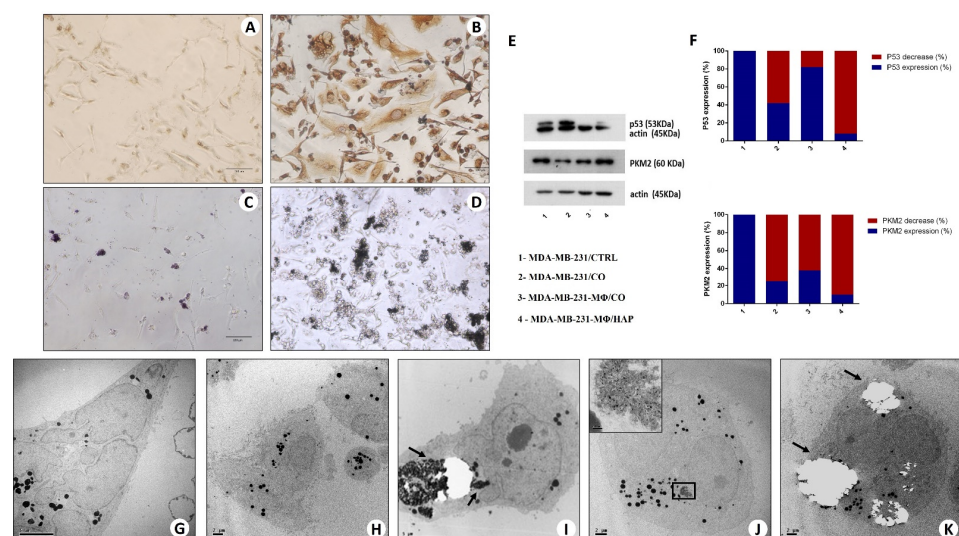 A
B
C
D
E
p53 (53KDa)
actin (45KDa)
PKM2 (60 KDa)
actin (45KDa)
1 2 3 4
1- MDA-MB-231/CTRL
2- MDA-MB-231/CO
3- MDA-MB-231-MΦ/CO
4 - MDA-MB-231-MΦ/HAP
F
P53 expression (%)
100
80
60
40
20
0
1 2 3 4
P53 decrease (%)
P53 expression (%)
PKM2 expression (%)
100
80
60
40
20
0
1 2 3 4
PKM2 decrease (%)
PKM2 expression (%)
G
2 µm
H
I
2 µm
J
2 µm
K